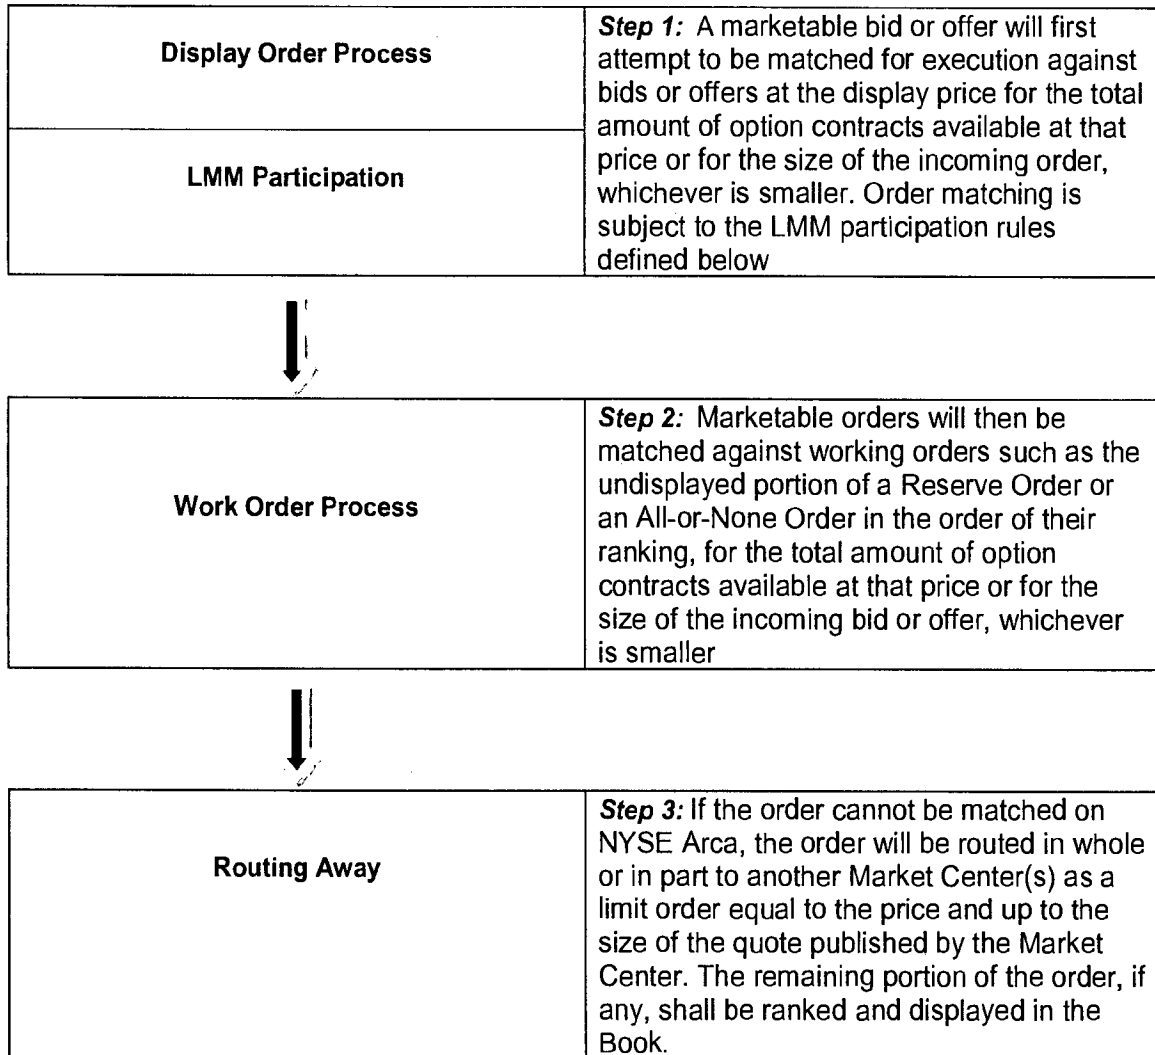 Display Order Process
LMM Participation
Step 1: A marketable bid or offer will first
attempt to be matched for execution against
bids or offers at the display price for the total
amount of option contracts available at that
price or for the size of the incoming order,
whichever is smaller. Order matching is
subject to the LMM participation rules
defined below
Work Order Process
Step 2: Marketable orders will then be
matched against working orders such as the
undisplayed portion of a Reserve Order or
an All-or-None Order in the order of their
ranking, for the total amount of option
contracts available at that price or for the
size of the incoming bid or offer, whichever
is smaller
Routing Away
Step 3: If the order cannot be matched on
NYSE Arca, the order will be routed in whole
or in part to another Market Center(s) as a
limit order equal to the price and up to the
size of the quote published by the Market
Center. The remaining portion of the order, if
any, shall be ranked and displayed in the
Book.